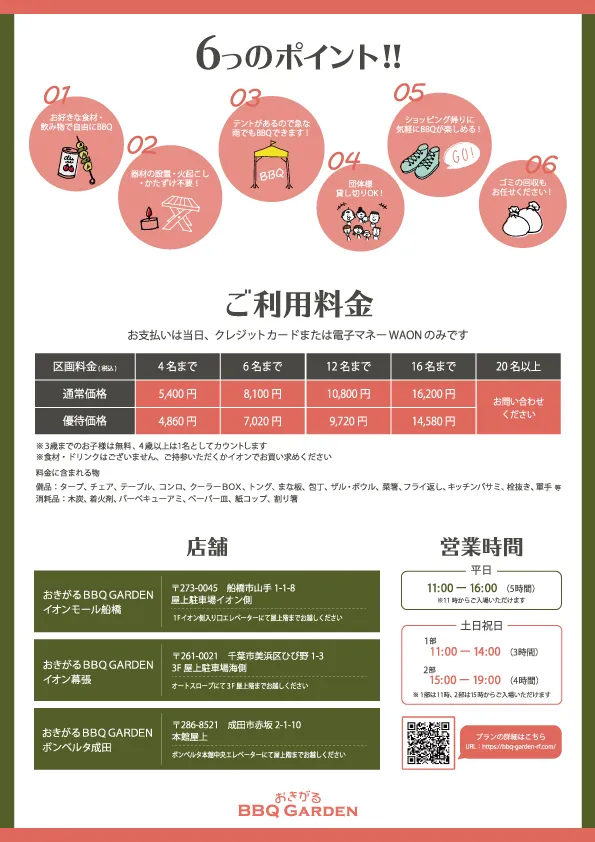 6つのポイント!!
01
お好きな食材・
飲み物で自由にBBQ
02
器材の設置・火起こし
・かたづけ不要！
03
テントがあるので急な
雨でもBBQできます！
BBQ
04
団体様
貸し切りOK！
05
ショッピング帰りに
気軽にBBQが楽しめる！
GO!
06
ゴミの回収も
お任せください！
ご利用料金
お支払いは当日、クレジットカードまたは電子マネー WAON のみです
区画料金(税込) 4名まで 6名まで 12名まで 16名まで 20名以上
通常価格 5,400円 8,100円 10,800円 16,200円 お問い合わせ
ください
優待価格 4,860円 7,020円 9,720円 14,580円
※3歳までのお子様は無料、4歳以上は1名としてカウントします
※食材・ドリンクはございません、ご持参いただくかイオンでお買い求めください
料金に含まれる物
備品：タープ、チェア、テーブル、コンロ、クーラーBOX、トング、まな板、包丁、ザル・ボウル、菜箸、フライ返し、キッチンバサミ、栓抜き、軍手 等
消耗品：木炭、着火剤、バーベキューアミ、ペーパー皿、紙コップ、割り箸
店舗
おきがる BBQ GARDEN
イオンモール船橋
〒273-0045 船橋市山手 1-1-8
屋上駐車場イオン側
1Fイオン側入り口エレベーターにて屋上階までお越しください
おきがる BBQ GARDEN
イオン幕張
〒261-0021 千葉市美浜区ひび野 1-3
3F 屋上駐車場海側
オートスロープにて3F屋上階までお越しください
おきがる BBQ GARDEN
ボンベルタ成田
〒286-8521 成田市赤坂 2-1-10
本館屋上
ボンベルタ本館中央エレベーターにて屋上階までお越しください
営業時間
平日
11:00 ー 16:00 （5時間）
※11時からご入場いただけます
土日祝日
1部
11:00 ー 14:00 （3時間）
2部
15:00 ー 19:00 （4時間）
※1部は11時、2部は15時からご入場いただけます
プランの詳細はこちら
URL：https://bbq-garden-rf.com/
おきがる
BBQ GARDEN